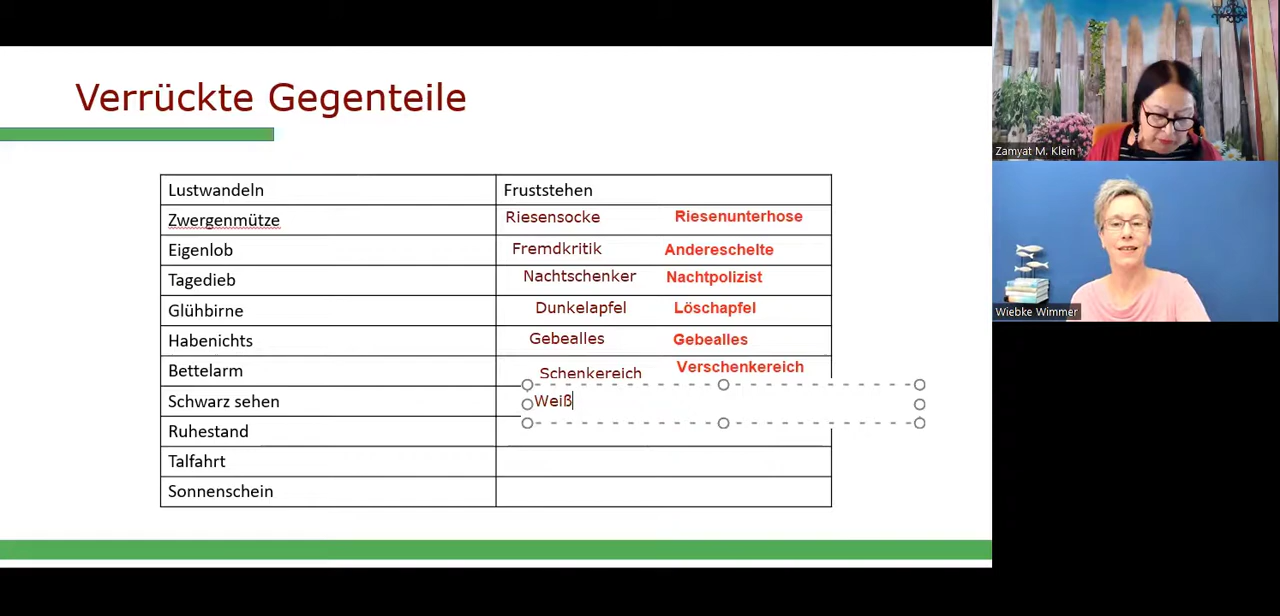 Verrückte Gegenteile
Lustwandeln Fruststehen
Zwergenmütze Riesensocke Riesenunterhose
Eigenlob Fremdkritik Andereschelte
Tagedieb Nachtschenker Nachtpolizist
Glühbirne Dunkelapfel Löschapfel
Habenichts Gebealles Gebealles
Bettelarm Schenkereich Verschenkereich
Schwarz sehen Weiß
Ruhestand
Talfahrt
Sonnenschein
Zamyat M. Klein
Wiebke Wimmer